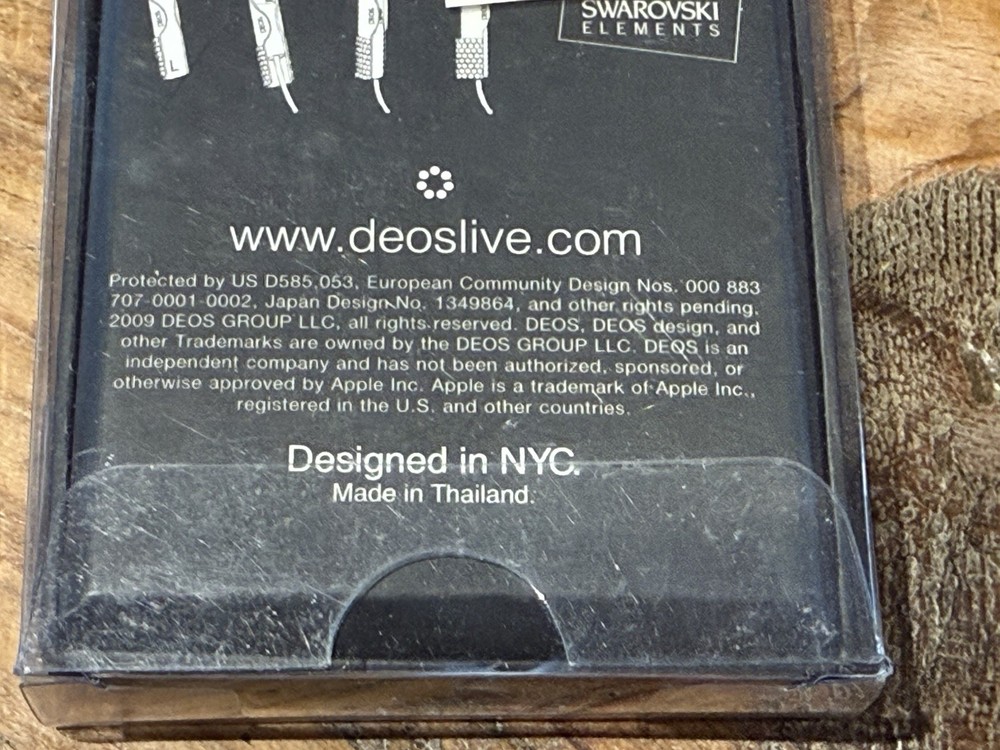 SWAROVSKI
ELEMENTS
L
www.deoslive.com
Protected by US D585,053, European Community Design Nos. 000 883
707-0001-0002, Japan Design No. 1349864, and other rights pending.
2009 DEOS GROUP LLC, all rights reserved. DEOS, DEOS design, and
other Trademarks are owned by the DEOS GROUP LLC. DEOS is an
independent company and has not been authorized, sponsored, or
otherwise approved by Apple Inc. Apple is a trademark of Apple Inc.,
registered in the U.S. and other countries.
Designed in NYC.
Made in Thailand.